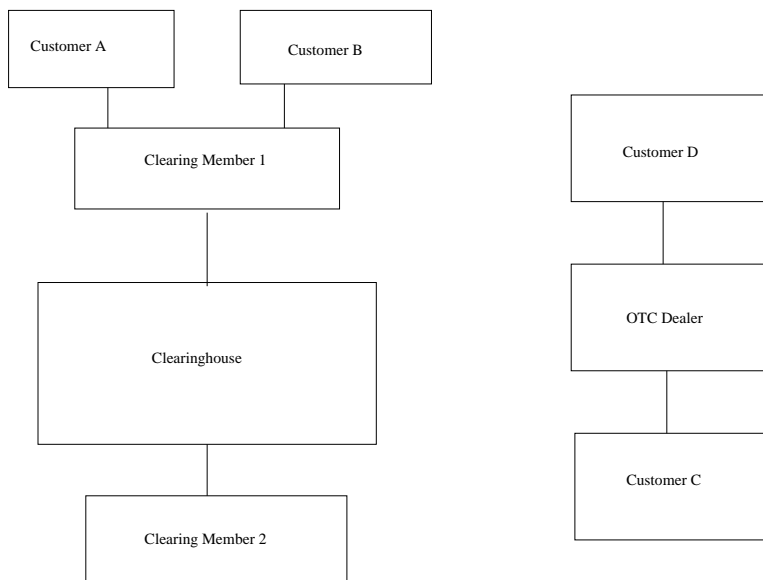 Customer A
Customer B
Clearing Member 1
Clearinghouse
Clearing Member 2
Customer D
OTC Dealer
Customer C